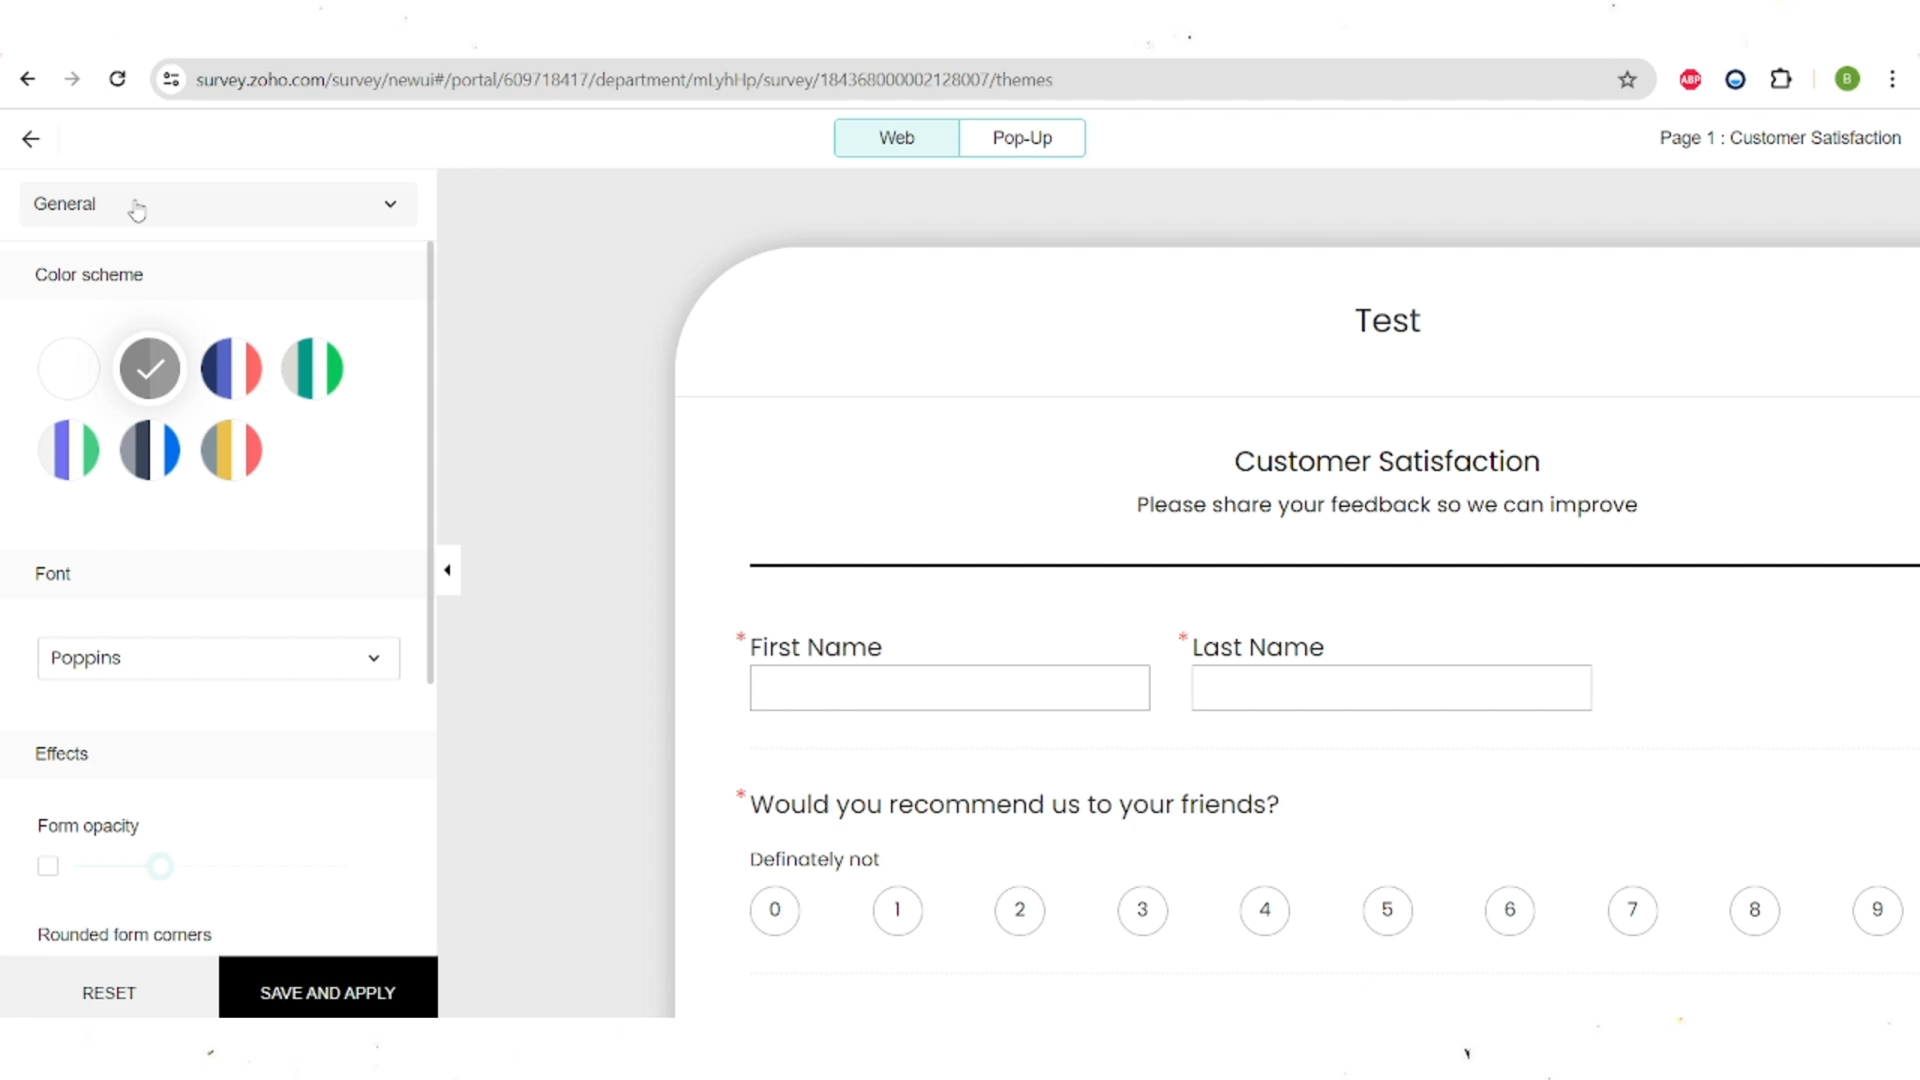 survey.zoho.com/survey/newui#/portal/609718417/department/mLyhHp/survey/184368000002128007/themes
ABP
B
Web
Pop-Up
Page 1 : Customer Satisfaction
General
Color scheme
Font
Poppins
Effects
Form opacity
Rounded form corners
RESET
SAVE AND APPLY
Test
Customer Satisfaction
Please share your feedback so we can improve
* First Name
* Last Name
* Would you recommend us to your friends?
Definately not
0 1 2 3 4 5 6 7 8 9